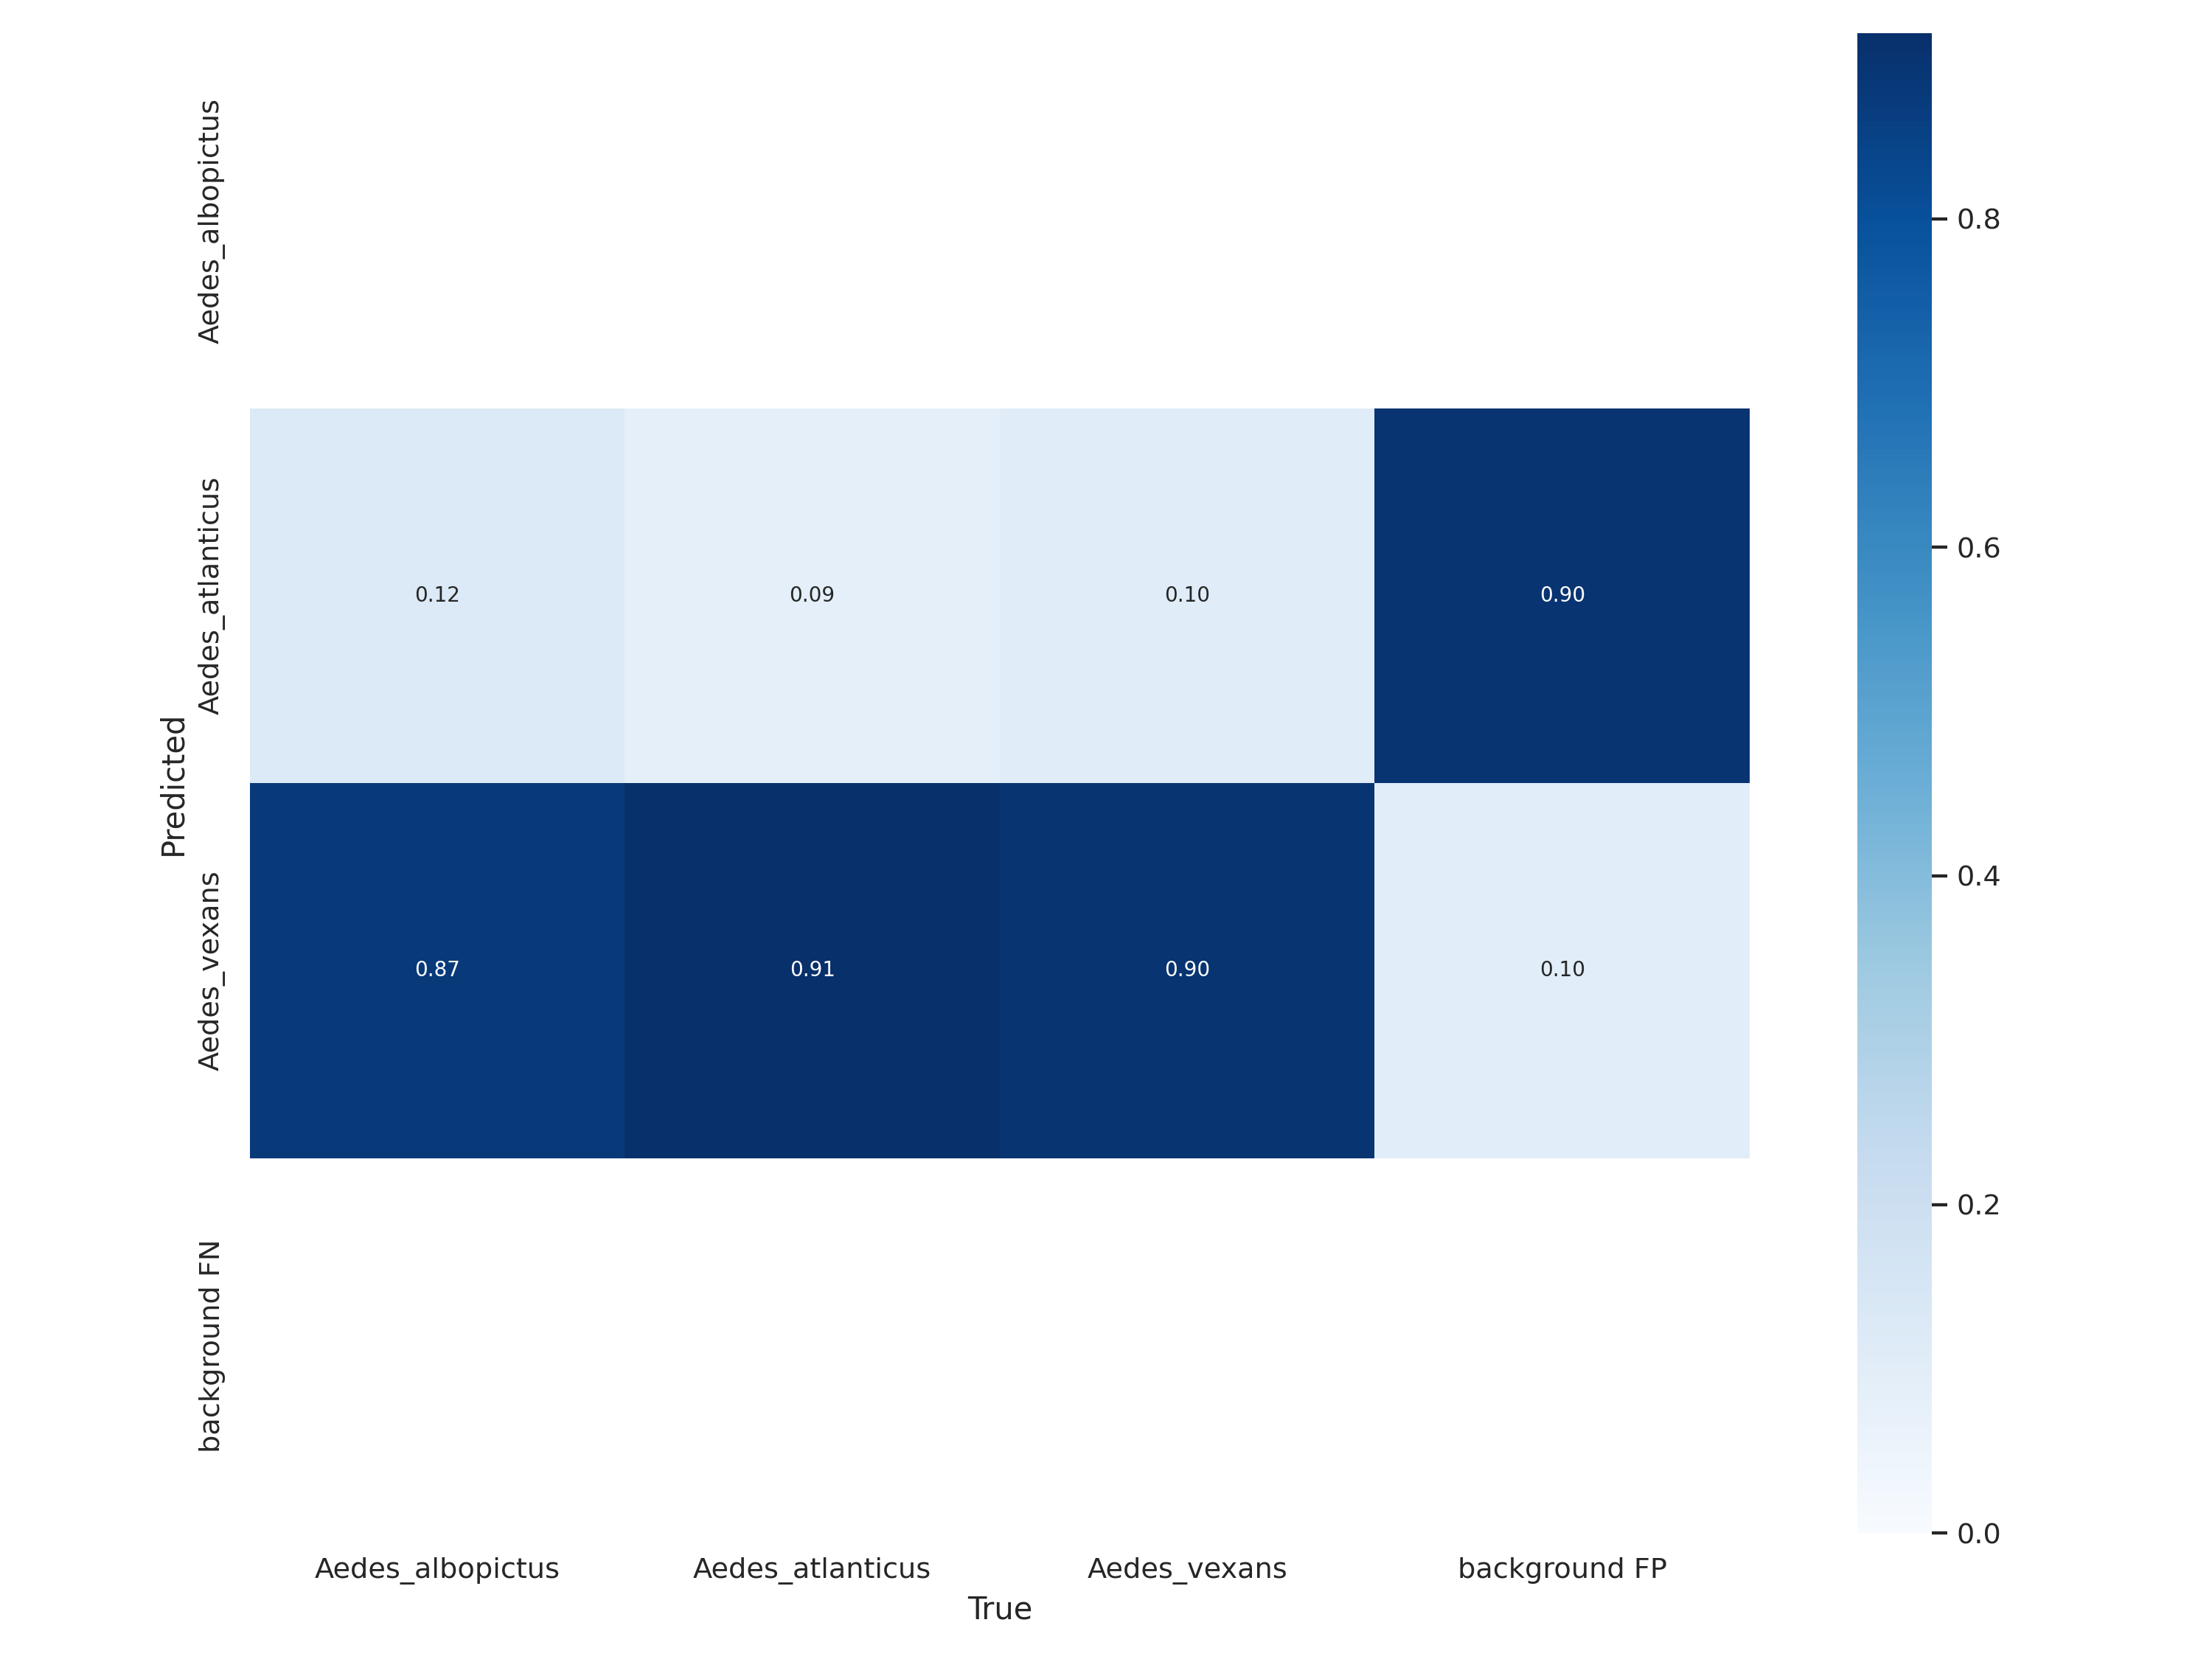 Predicted
Aedes_albopictus
Aedes_atlanticus
Aedes_vexans
background FN
0.12 0.09 0.10 0.90
0.87 0.91 0.90 0.10
Aedes_albopictus Aedes_atlanticus Aedes_vexans background FP
True
0.8
0.6
0.4
0.2
0.0